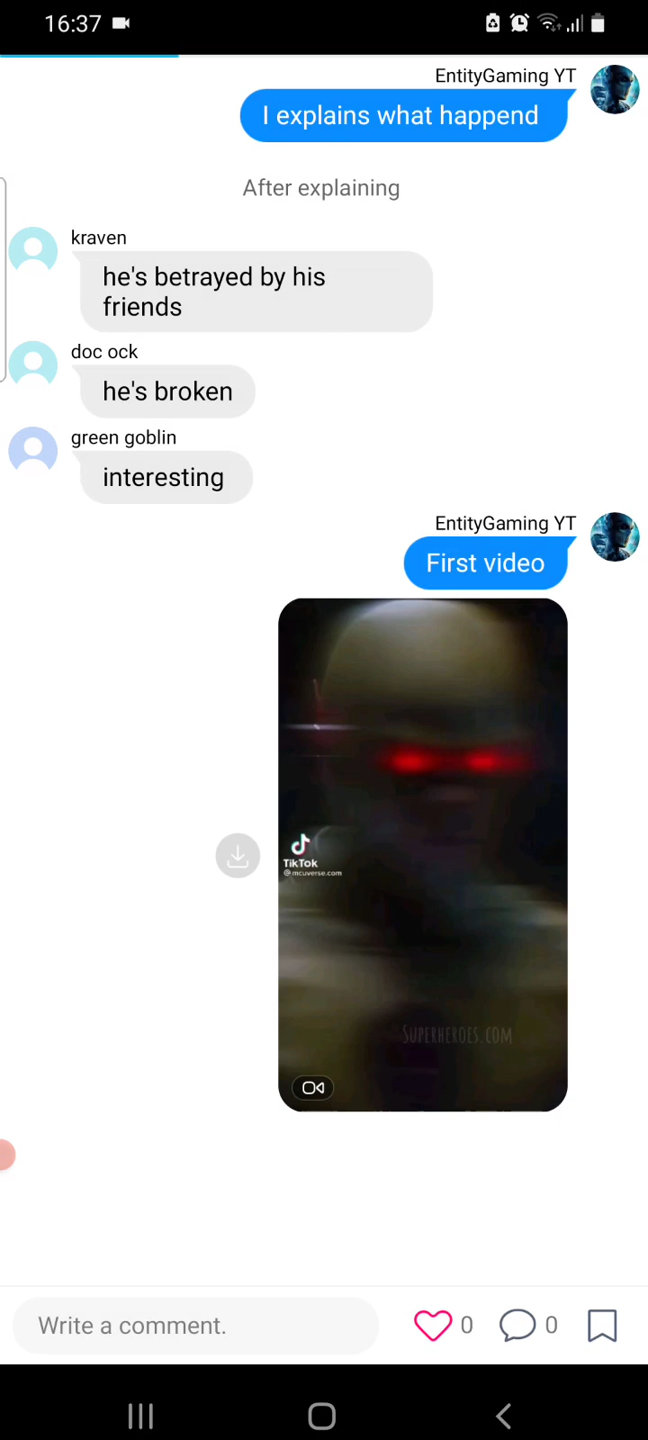 16:37
EntityGaming YT
I explains what happend
After explaining
kraven
he's betrayed by his
friends
doc ock
he's broken
green goblin
interesting
EntityGaming YT
First video
TikTok
@mcuverse.com
SUPERHEROES.COM
Write a comment.
0
0